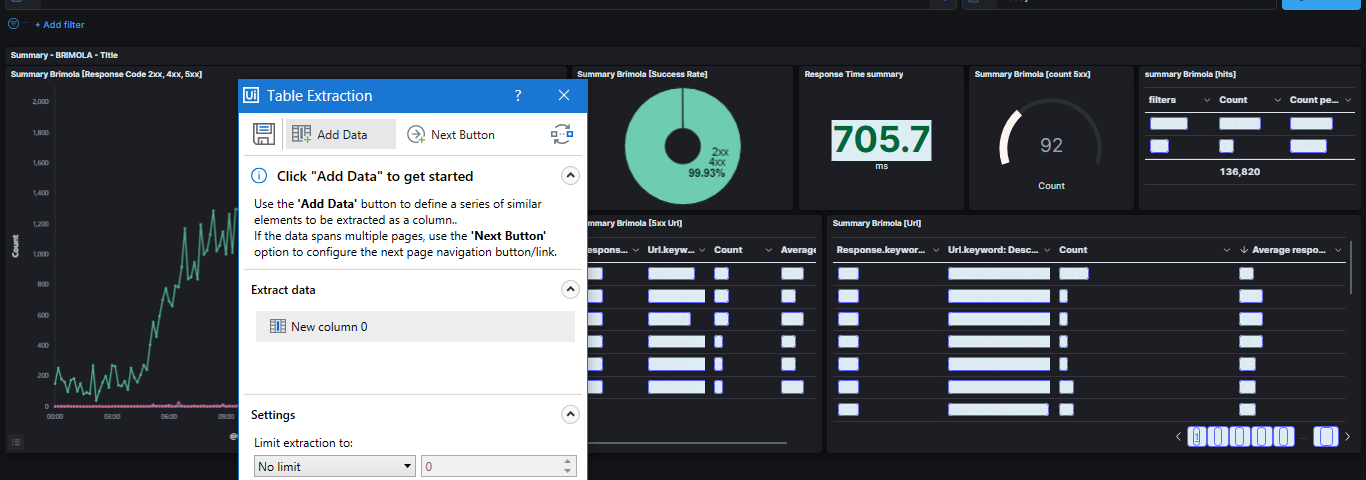 + Add filter
Summary - BRIMOLA - Title
Summary Brimola [Response Code 2xx, 4xx, 5xx]
2,000
1,800
1,600
1,400
1,200
1,000
800
600
400
200
0
Count
00:00
03:00
06:00
09:00
Ui Table Extraction ?
Add Data
Next Button
Click "Add Data" to get started
Use the 'Add Data' button to define a series of similar
elements to be extracted as a column..
If the data spans multiple pages, use the 'Next Button'
option to configure the next page navigation button/link.
Extract data
New column 0
Settings
Limit extraction to:
No limit
0
Summary Brimola [Success Rate]
2xx
4xx
99.93%
Response Time summary
705.7
ms
Summary Brimola [count 5xx]
92
Count
summary Brimola [hits]
filters Count Count pe...
136,820
Summary Brimola [5xx Url]
Url.keyw... Count Average
Summary Brimola [Url]
Response.keywor... Url.keyword: Desc... Count Average respo...
1